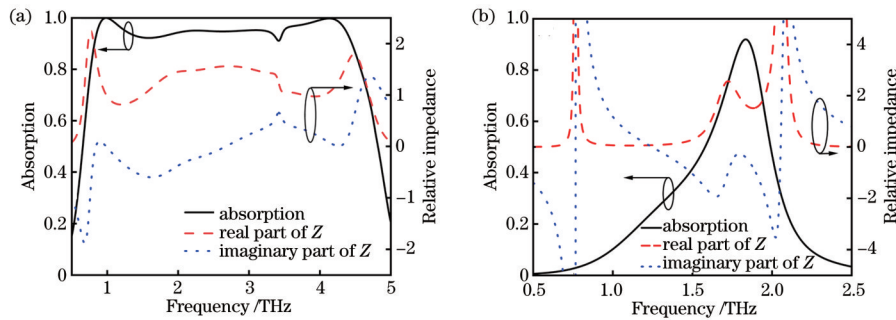 (a)
1.0
0.8
0.6
0.4
0.2
0
Absorption
2
1
0
−1
−2
Relative impedance
absorption
real part of Z
imaginary part of Z
1
2
3
4
5
Frequency /THz
(b)
1.0
0.8
0.6
0.4
0.2
0
Absorption
4
2
0
−2
−4
Relative impedance
absorption
real part of Z
imaginary part of Z
0.5
1.0
1.5
2.0
2.5
Frequency /THz